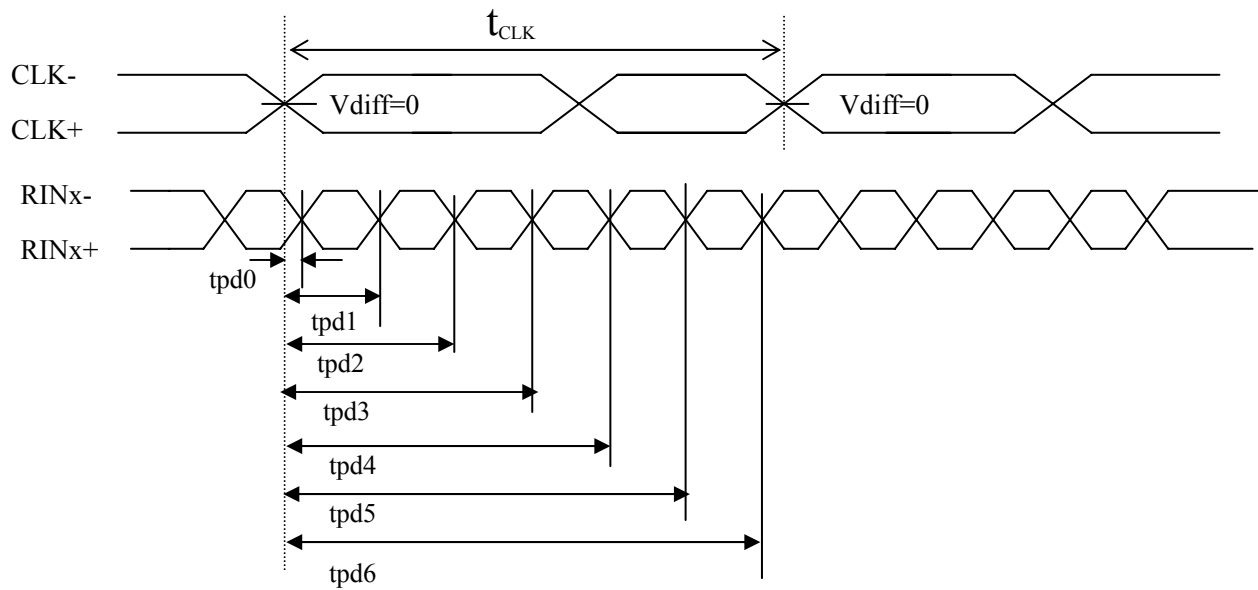 tCLK
CLK-
Vdiff=0
Vdiff=0
CLK+
RINx-
RINx+
tpd0
tpd1
tpd2
tpd3
tpd4
tpd5
tpd6